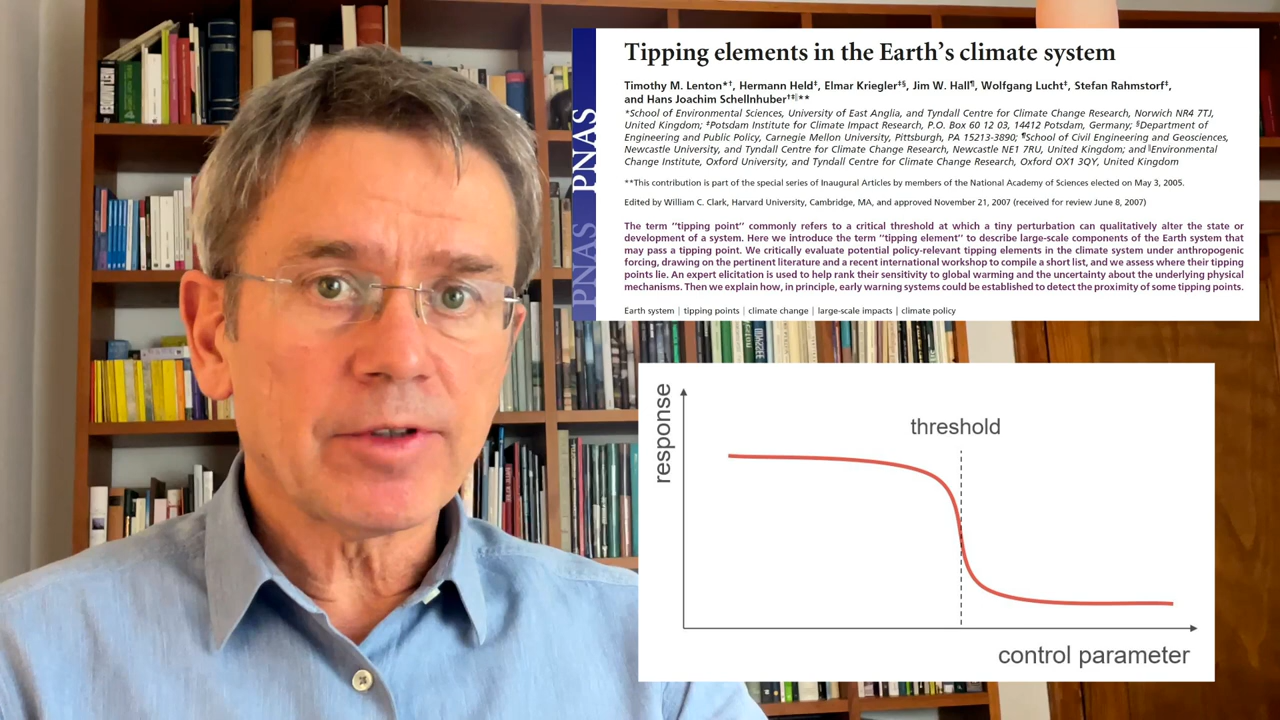 Tipping elements in the Earth's climate system
Timothy M. Lenton*†, Hermann Held‡, Elmar Kriegler‡§, Jim W. Hall¶, Wolfgang Lucht‡, Stefan Rahmstorf‡,
and Hans Joachim Schellnhuber†‡‖**
*School of Environmental Sciences, University of East Anglia, and Tyndall Centre for Climate Change Research, Norwich NR4 7TJ,
United Kingdom; ‡Potsdam Institute for Climate Impact Research, P.O. Box 60 12 03, 14412 Potsdam, Germany; §Department of
Engineering and Public Policy, Carnegie Mellon University, Pittsburgh, PA 15213-3890; ¶School of Civil Engineering and Geosciences,
Newcastle University, and Tyndall Centre for Climate Change Research, Newcastle NE1 7RU, United Kingdom; and ‖Environmental
Change Institute, Oxford University, and Tyndall Centre for Climate Change Research, Oxford OX1 3QY, United Kingdom
**This contribution is part of the special series of Inaugural Articles by members of the National Academy of Sciences elected on May 3, 2005.
Edited by William C. Clark, Harvard University, Cambridge, MA, and approved November 21, 2007 (received for review June 8, 2007)
The term "tipping point" commonly refers to a critical threshold at which a tiny perturbation can qualitatively alter the state or
development of a system. Here we introduce the term "tipping element" to describe large-scale components of the Earth system that
may pass a tipping point. We critically evaluate potential policy-relevant tipping elements in the climate system under anthropogenic
forcing, drawing on the pertinent literature and a recent international workshop to compile a short list, and we assess where their tipping
points lie. An expert elicitation is used to help rank their sensitivity to global warming and the uncertainty about the underlying physical
mechanisms. Then we explain how, in principle, early warning systems could be established to detect the proximity of some tipping points.
Earth system | tipping points | climate change | large-scale impacts | climate policy
PNAS
PNAS
response
threshold
control parameter